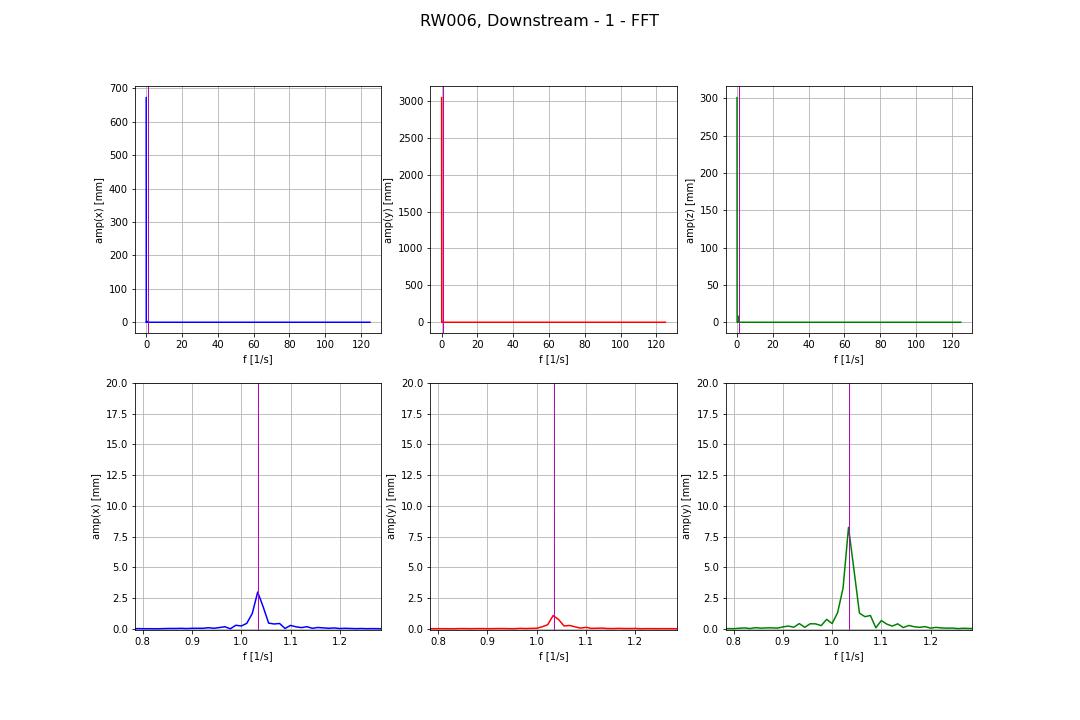 RW006, Downstream - 1 - FFT
700
600
500
400
300
200
100
0
amp(x) [mm]
0 20 40 60 80 100 120
f [1/s]
3000
2500
2000
1500
1000
500
0
amp(y) [mm]
0 20 40 60 80 100 120
f [1/s]
300
250
200
150
100
50
0
amp(z) [mm]
0 20 40 60 80 100 120
f [1/s]
20.0
17.5
15.0
12.5
10.0
7.5
5.0
2.5
0.0
amp(x) [mm]
0.8 0.9 1.0 1.1 1.2
f [1/s]
20.0
17.5
15.0
12.5
10.0
7.5
5.0
2.5
0.0
amp(y) [mm]
0.8 0.9 1.0 1.1 1.2
f [1/s]
20.0
17.5
15.0
12.5
10.0
7.5
5.0
2.5
0.0
amp(y) [mm]
0.8 0.9 1.0 1.1 1.2
f [1/s]